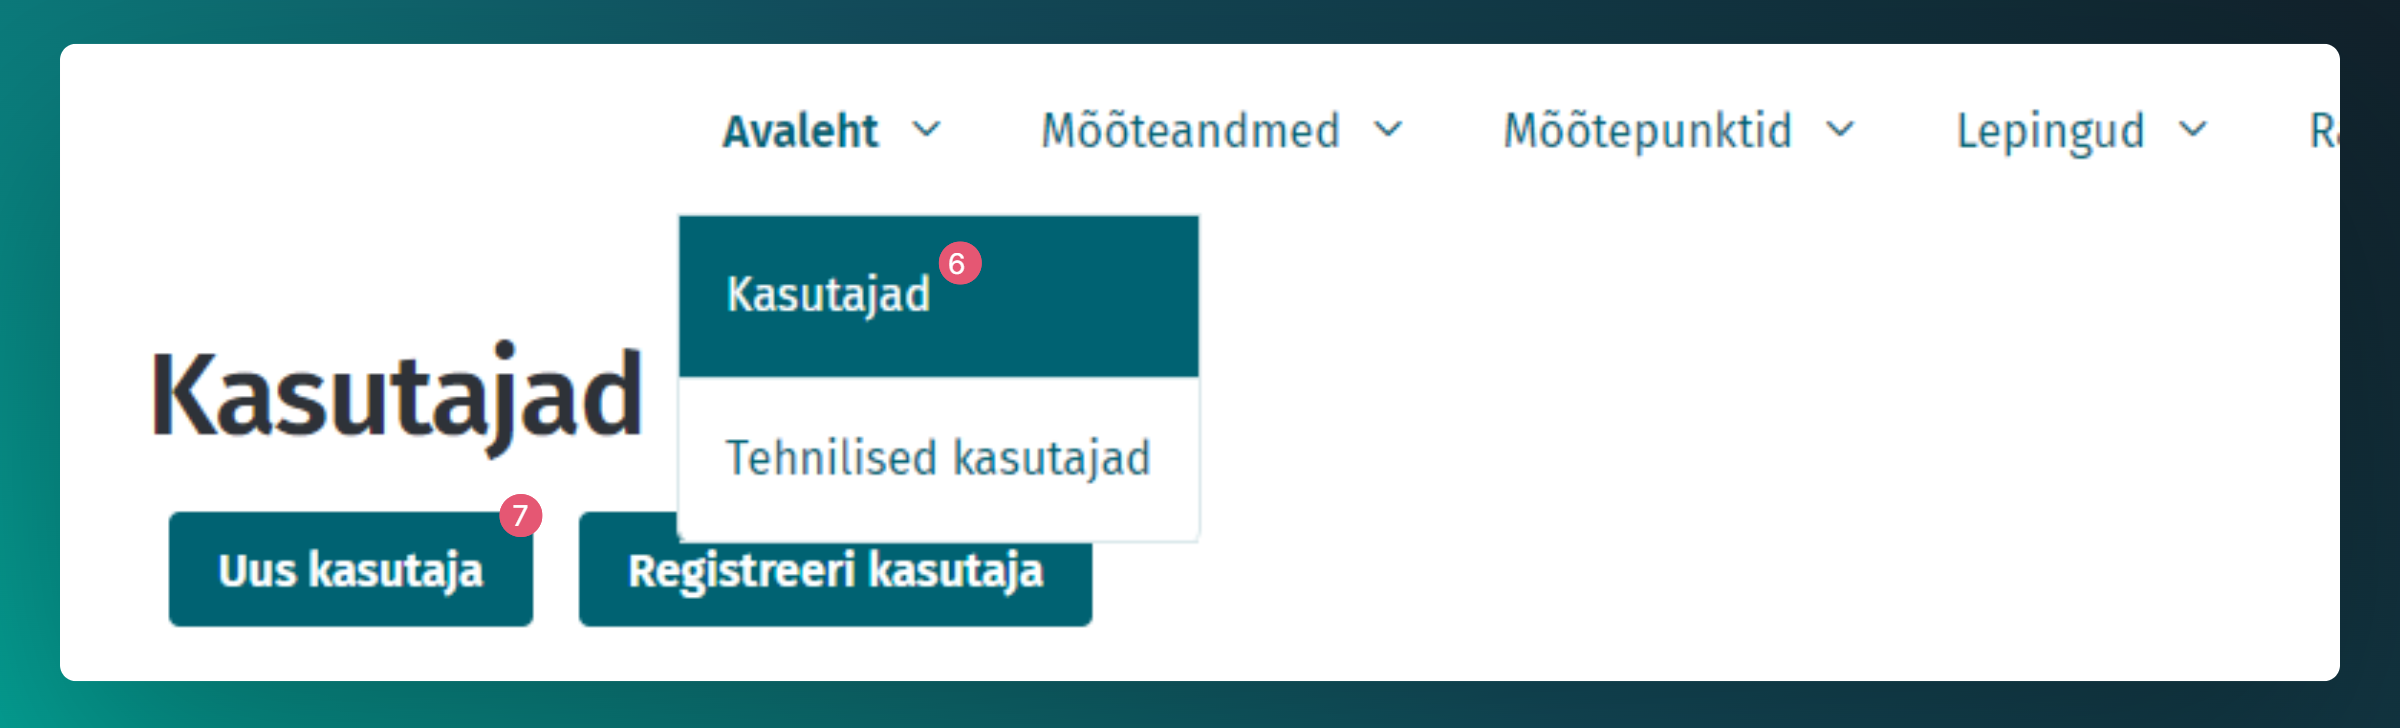 Avaleht Mõõteandmed Mõõtepunktid Lepingud
Kasutajad 6
Tehnilised kasutajad
Kasutajad
Uus kasutaja 7 Registreeri kasutaja